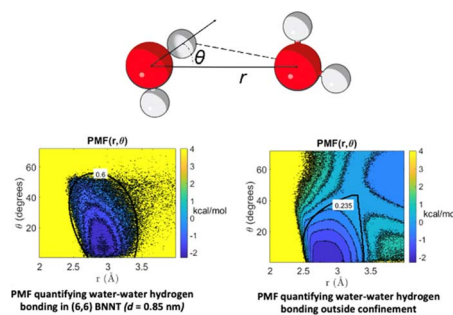 θ
r
PMF(r,θ)
0.6
θ (degrees)
60
40
20
2 2.5 3 3.5
r (Å)
4
3
2
1
0
-1
-2
kcal/mol
PMF quantifying water-water hydrogen
bonding in (6,6) BNNT (d = 0.85 nm)
PMF(r,θ)
0.235
θ (degrees)
60
40
20
2 2.5 3 3.5
r (Å)
4
3
2
1
0
-1
-2
kcal/mol
PMF quantifying water-water hydrogen
bonding outside confinement